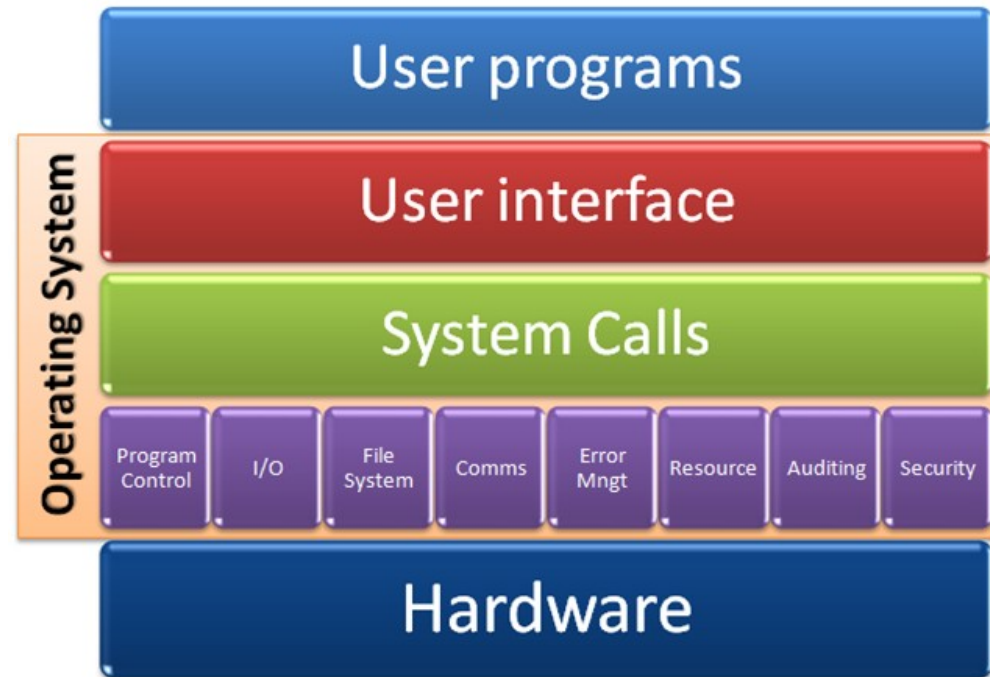 User programs
Operating System
User interface
System Calls
Program
Control
I/O
File
System
Comms
Error
Mngt
Resource
Auditing
Security
Hardware